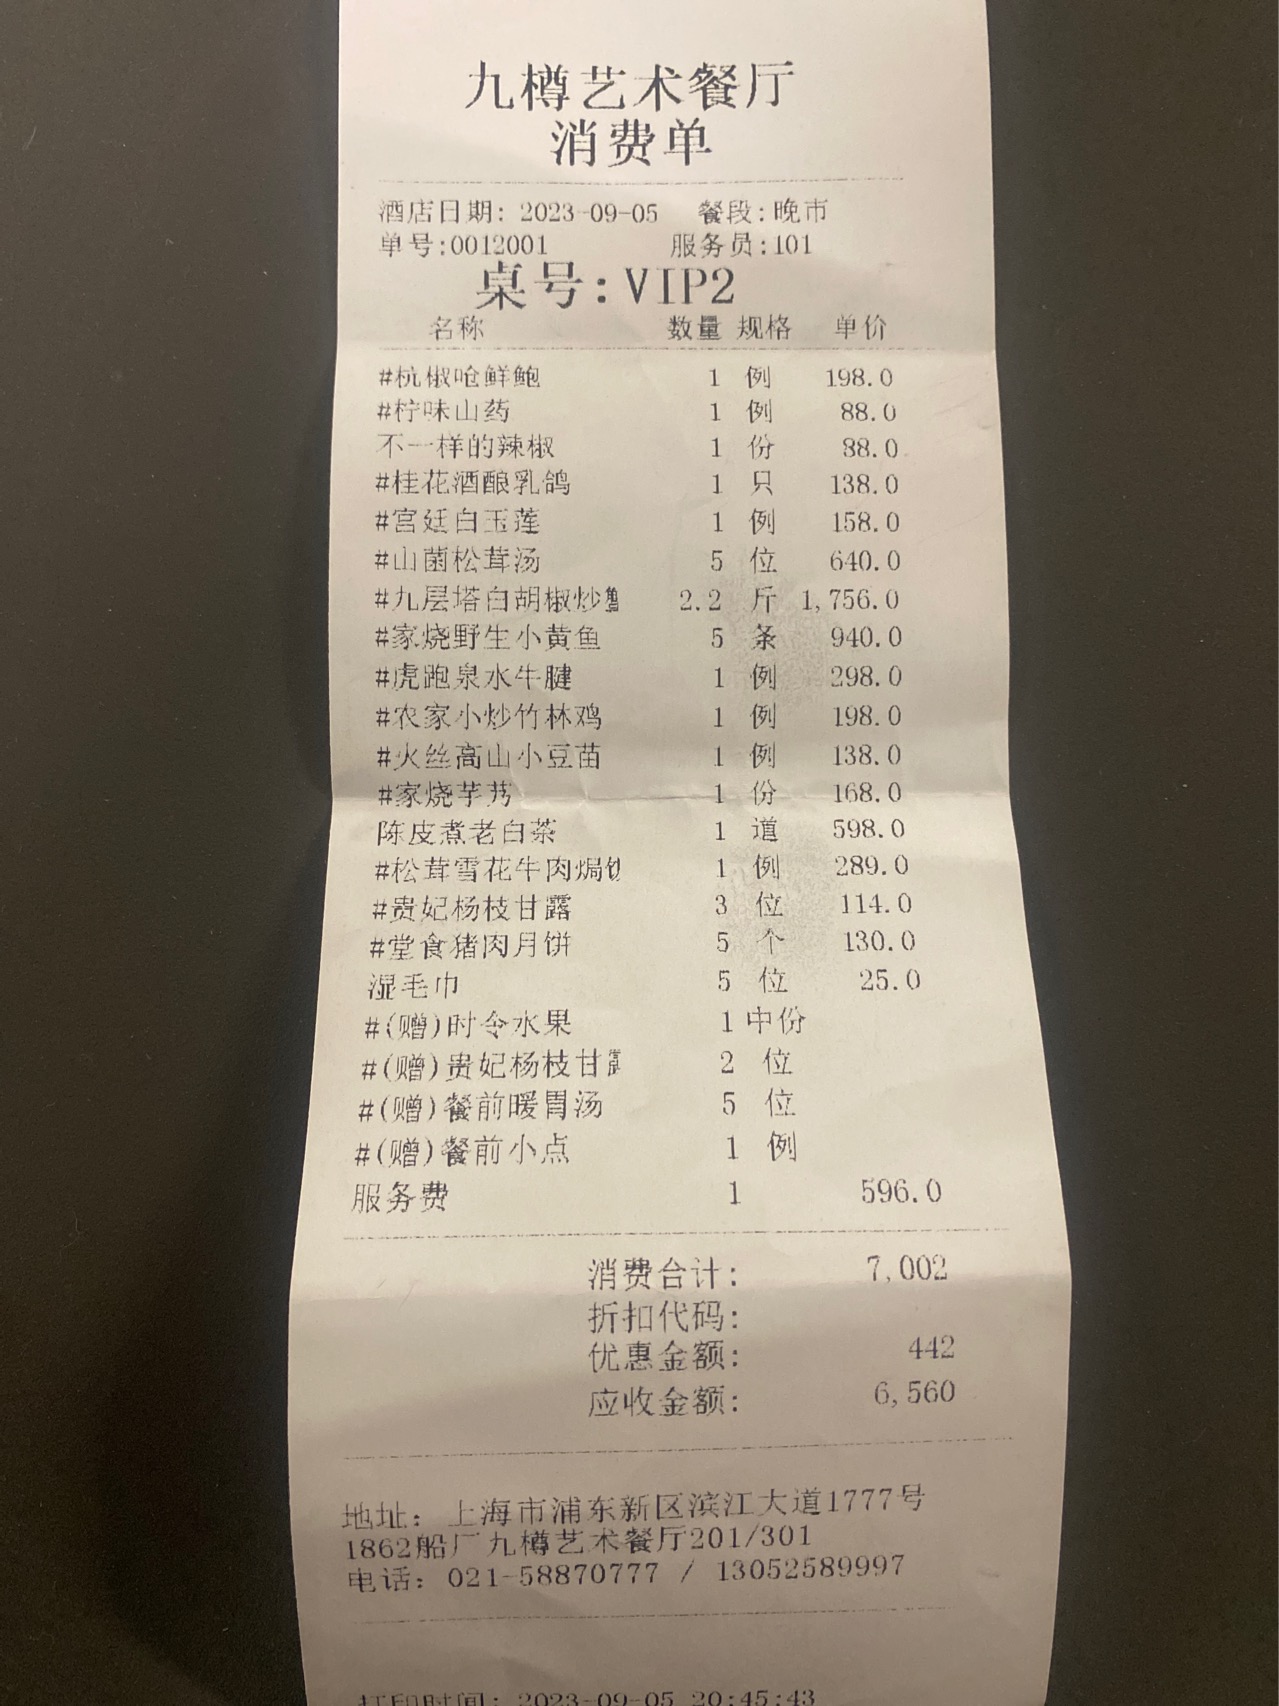 九樽艺术餐厅
消费单
酒店日期: 2023-09-05 餐段:晚市
单号:0012001 服务员:101
桌号:VIP2
名称 数量 规格 单价
#杭椒呛鲜鲍 1 例 198.0
#柠味山药 1 例 88.0
不一样的辣椒 1 份 88.0
#桂花酒酿乳鸽 1 只 138.0
#宫廷白玉莲 1 例 158.0
#山菌松茸汤 5 位 640.0
#九层塔白胡椒炒 2.2 斤 1,756.0
#家烧野生小黄鱼 5 条 940.0
#虎跑泉水牛腱 1 例 298.0
#农家小炒竹林鸡 1 例 198.0
#火丝高山小豆苗 1 例 138.0
#家烧芋艿 1 份 168.0
陈皮煮老白茶 1 道 598.0
#松茸雪花牛肉焗 1 例 289.0
#贵妃杨枝甘露 3 位 114.0
#堂食猪肉月饼 5 个 130.0
湿毛巾 5 位 25.0
#(赠)时令水果 1 中份
#(赠)贵妃杨枝甘 2 位
#(赠)餐前暖胃汤 5 位
#(赠)餐前小点 1 例
服务费 1 596.0
消费合计: 7,002
折扣代码:
优惠金额: 442
应收金额: 6,560
地址: 上海市浦东新区滨江大道1777号
1862船厂九樽艺术餐厅201/301
电话: 021-58870777 / 13052589997
打印时间: 2023-09-05 20:45:43